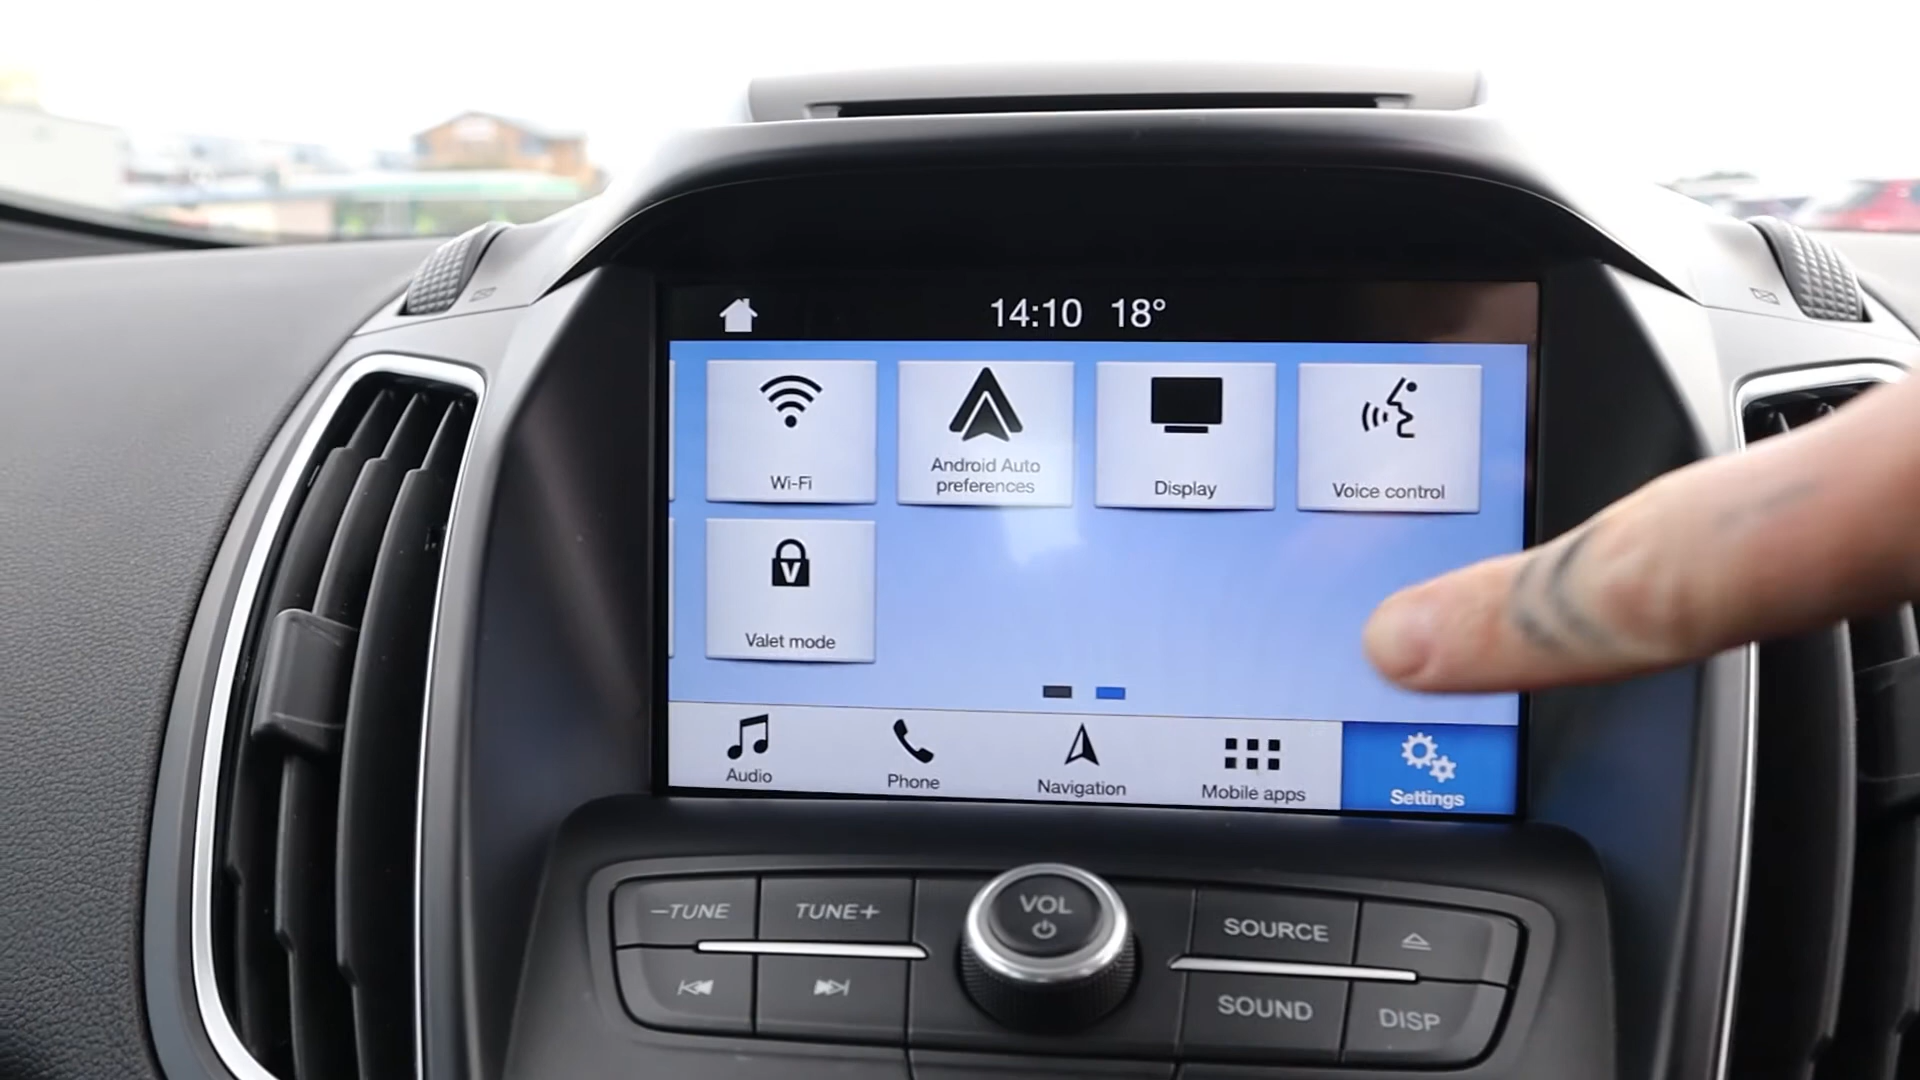 14:10 18°
Wi-Fi
Android Auto
preferences
Display
Voice control
V
Valet mode
Audio
Phone
Navigation
Mobile apps
Settings
−TUNE
TUNE+
VOL
SOURCE
SOUND
DISP